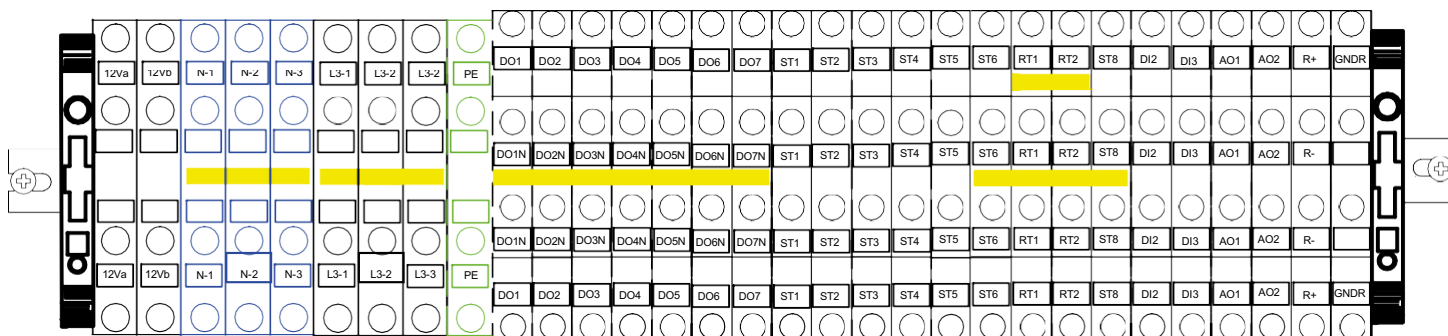 DO1 DO2 DO3 DO4 DO5 DO6 DO7 ST1 ST2 ST3 ST4 ST5 ST6 RT1 RT2 ST8 DI2 DI3 AO1 AO2 R+ GNDR
12Va 12Vb N-1 N-2 N-3 L3-1 L3-2 L3-2 PE
DO1N DO2N DO3N DO4N DO5N DO6N DO7N ST1 ST2 ST3 ST4 ST5 ST6 RT1 RT2 ST8 DI2 DI3 AO1 AO2 R-
DO1N DO2N DO3N DO4N DO5N DO6N DO7N ST1 ST2 ST3 ST4 ST5 ST6 RT1 RT2 ST8 DI2 DI3 AO1 AO2 R-
12Va 12Vb N-1 N-2 N-3 L3-1 L3-2 L3-3 PE
DO1 DO2 DO3 DO4 DO5 DO6 DO7 ST1 ST2 ST3 ST4 ST5 ST6 RT1 RT2 ST8 DI2 DI3 AO1 AO2 R+ GNDR